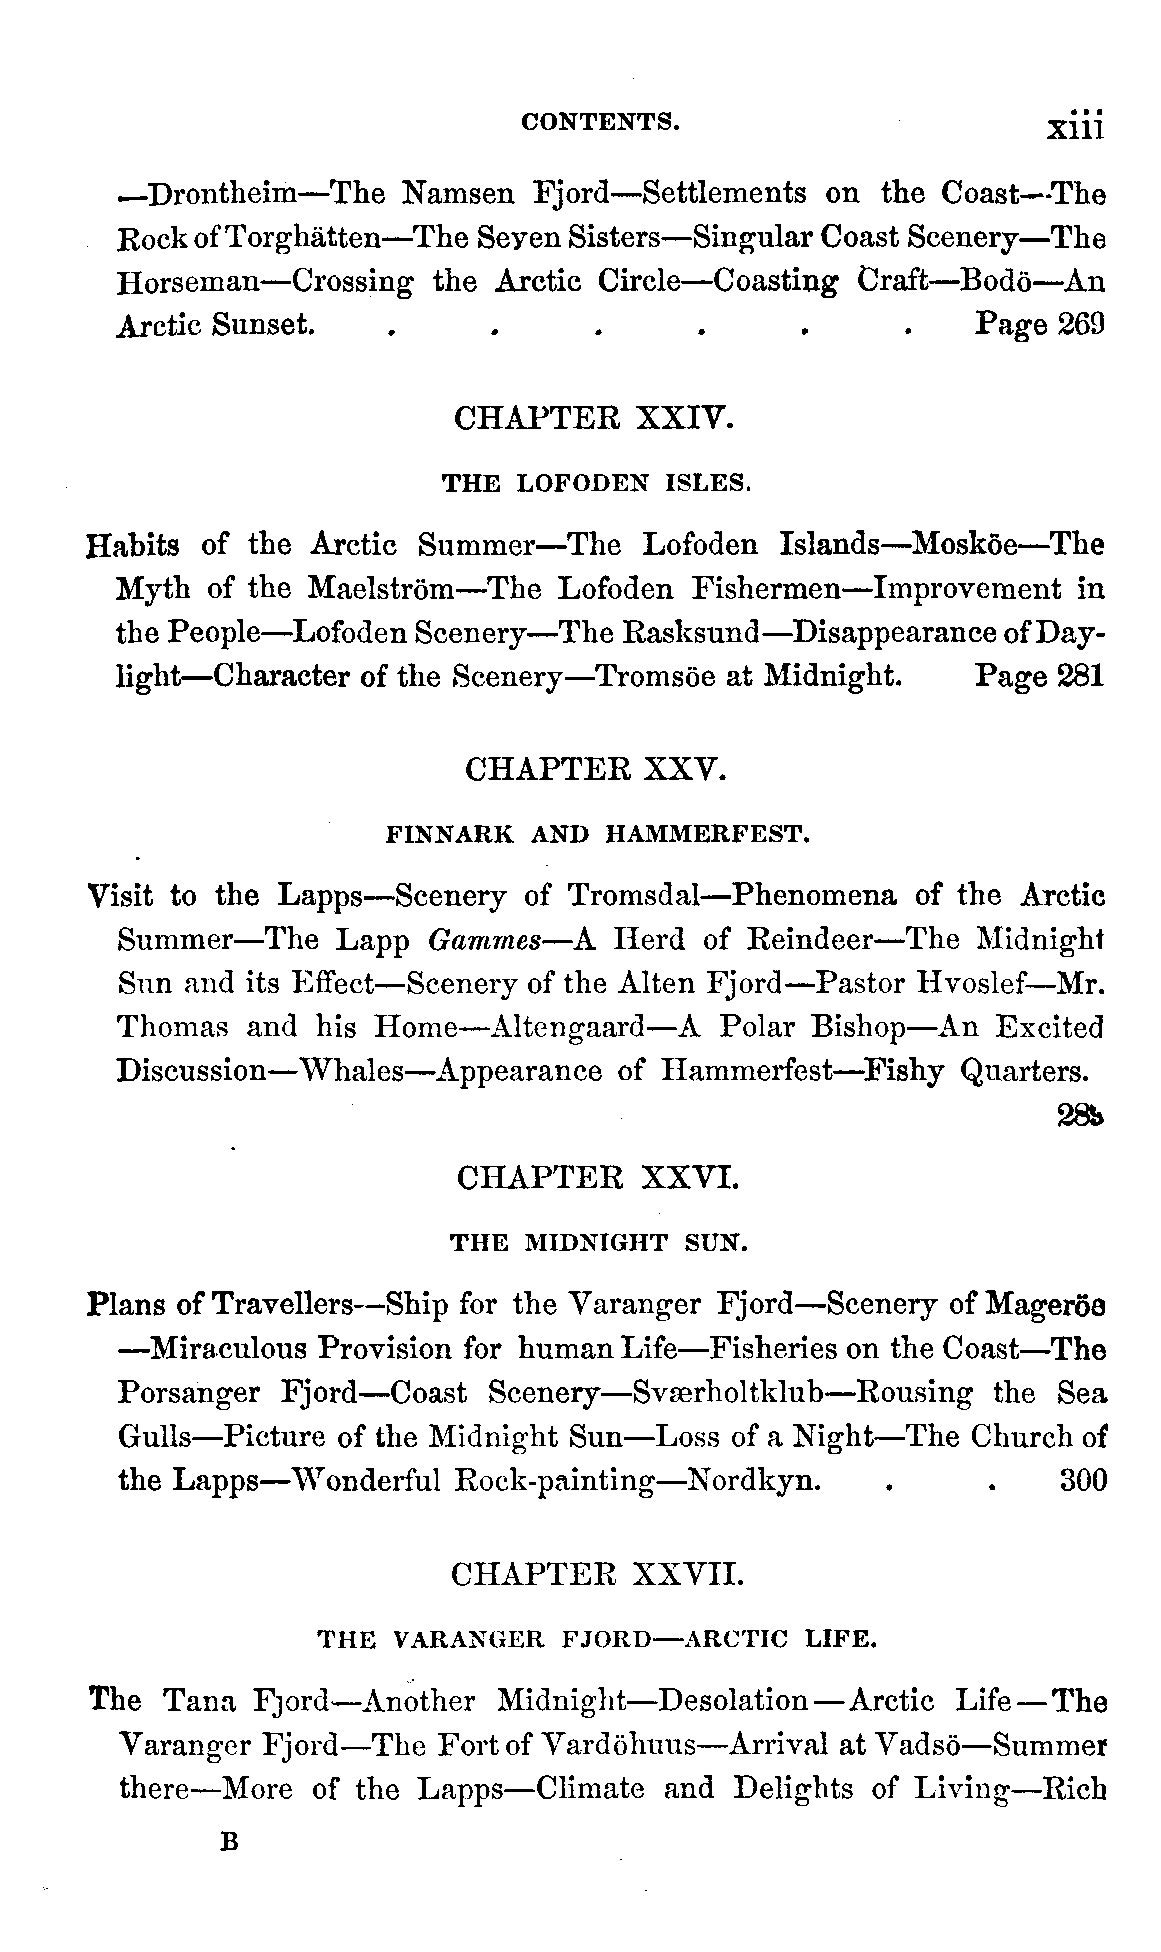 CONTENTS. xiii
—Drontheim—The Namsen Fjord—Settlements on the Coast—The
Rock of Torghätten—The Seven Sisters—Singular Coast Scenery—The
Horseman—Crossing the Arctic Circle—Coasting Craft—Bodö—An
Arctic Sunset. . . . . . . Page 269
CHAPTER XXIV.
THE LOFODEN ISLES.
Habits of the Arctic Summer—The Lofoden Islands—Mosköe—The
Myth of the Maelström—The Lofoden Fishermen—Improvement in
the People—Lofoden Scenery—The Rasksund—Disappearance of Day-
light—Character of the Scenery—Tromsöe at Midnight. Page 281
CHAPTER XXV.
FINNARK AND HAMMERFEST.
Visit to the Lapps—Scenery of Tromsdal—Phenomena of the Arctic
Summer—The Lapp Gammes—A Herd of Reindeer—The Midnight
Sun and its Effect—Scenery of the Alten Fjord—Pastor Hvoslef—Mr.
Thomas and his Home—Altengaard—A Polar Bishop—An Excited
Discussion—Whales—Appearance of Hammerfest—Fishy Quarters.
CHAPTER XXVI.
THE MIDNIGHT SUN.
Plans of Travellers—Ship for the Varanger Fjord—Scenery of Mageröe
—Miraculous Provision for human Life—Fisheries on the Coast—The
Porsanger Fjord—Coast Scenery—Sværholtklub—Rousing the Sea
Gulls—Picture of the Midnight Sun—Loss of a Night—The Church of
the Lapps—Wonderful Rock-painting—Nordkyn. . . 300
CHAPTER XXVII.
THE VARANGER FJORD—ARCTIC LIFE.
The Tana Fjord—Another Midnight—Desolation—Arctic Life—The
Varanger Fjord—The Fort of Vardöhuus—Arrival at Vadsö—Summer
there—More of the Lapps—Climate and Delights of Living—Rich
B